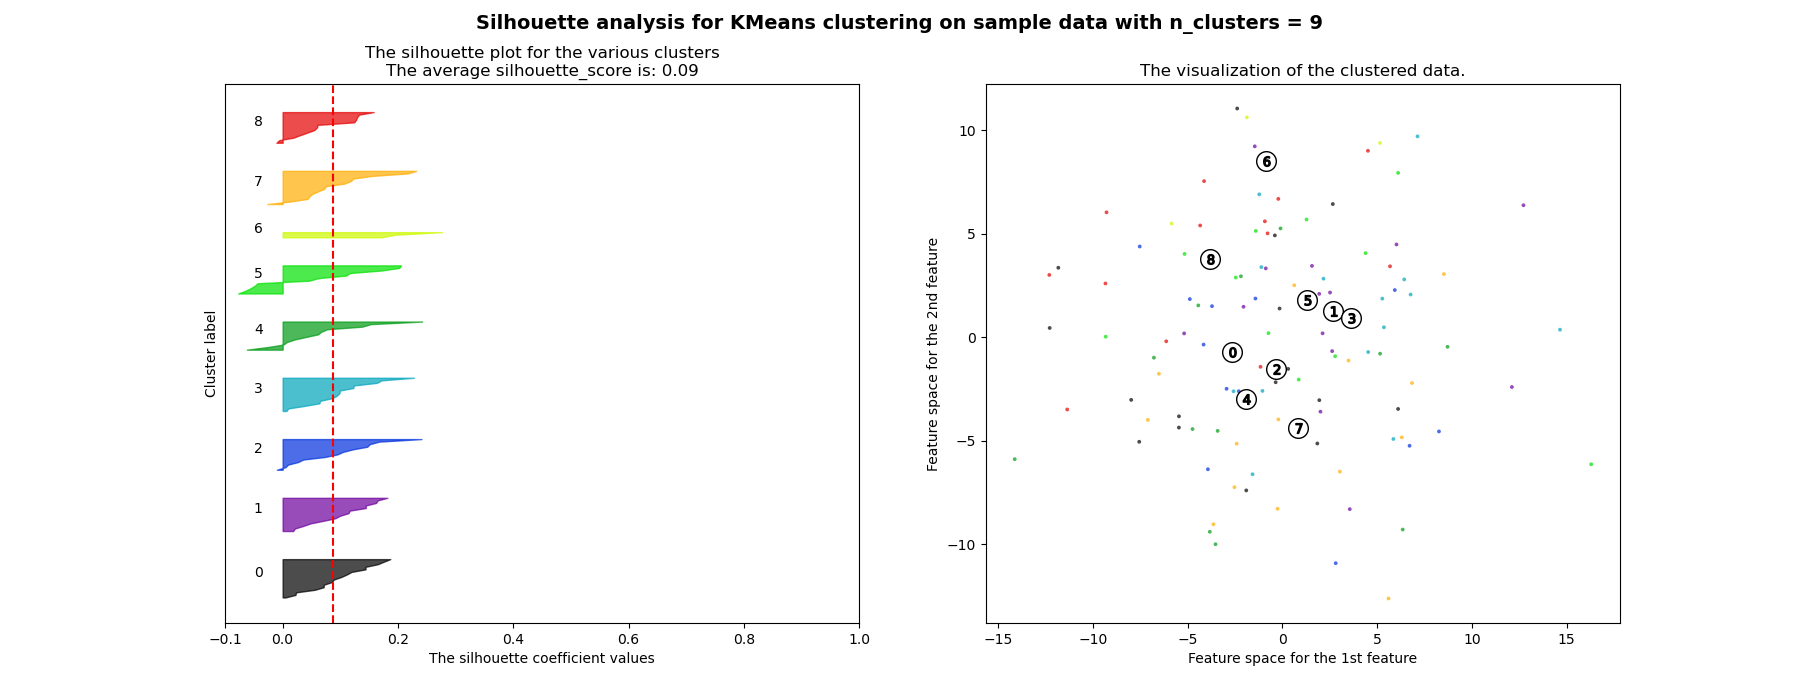 Silhouette analysis for KMeans clustering on sample data with n_clusters = 9
The silhouette plot for the various clusters
The average silhouette_score is: 0.09
8
7
6
5
4
3
2
1
0
Cluster label
−0.1 0.0 0.2 0.4 0.6 0.8 1.0
The silhouette coefficient values
The visualization of the clustered data.
10
5
0
−5
−10
Feature space for the 2nd feature
6
8
5
1
3
0
2
4
7
−15 −10 −5 0 5 10 15
Feature space for the 1st feature